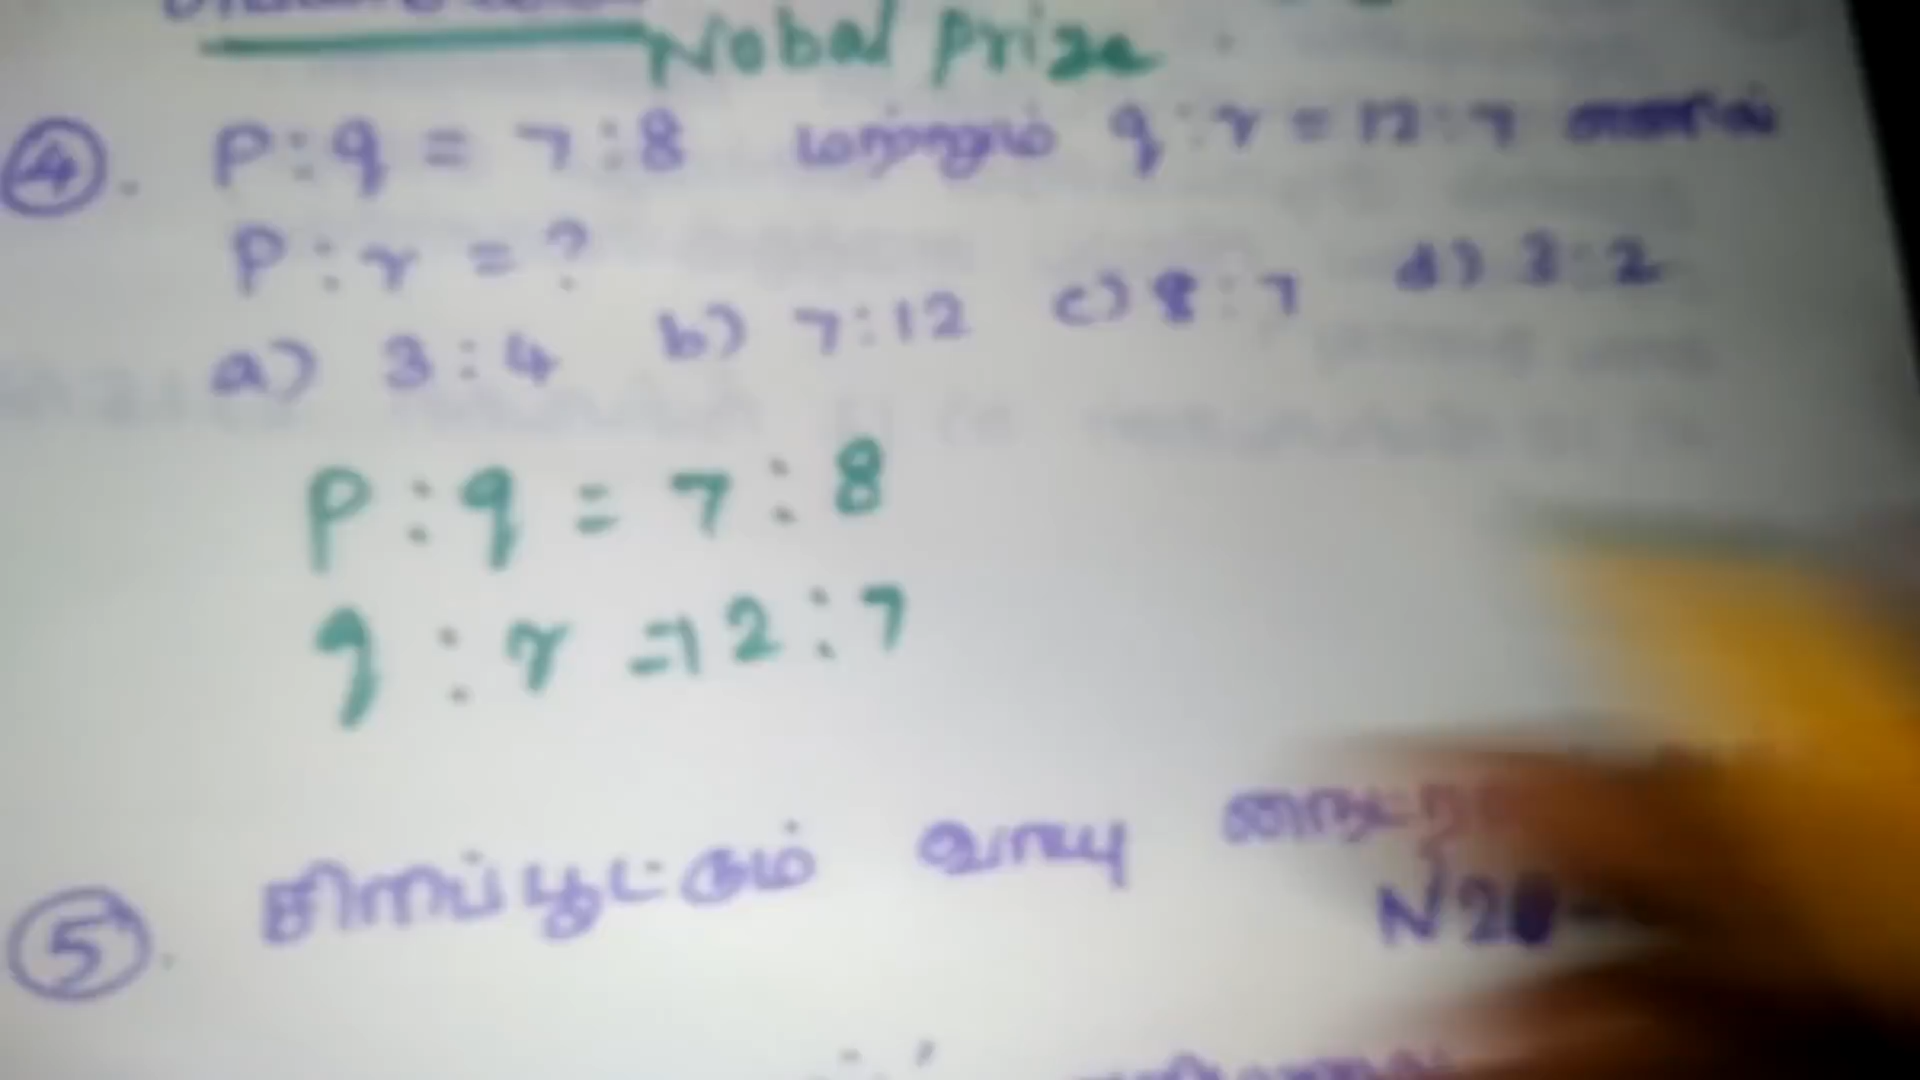 Nobal Prize
4. P : q = 7 : 8 மற்றும் q : r = 12 : 7 எனில்
P : r = ?
a) 3 : 4 b) 7 : 12 c) 8 : 7 d) 3 : 2
P : q = 7 : 8
q : r = 12 : 7
5. சிரிப்பூட்டும் வாயு
N20